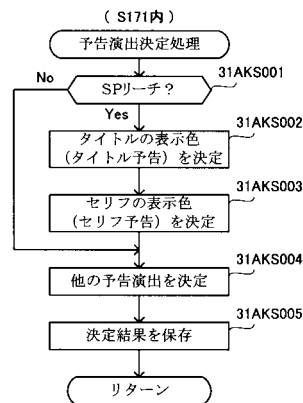 ( S171内 )
予告演出決定処理
No
SPリーチ?
31AKS001
Yes
31AKS002
タイトルの表示色
(タイトル予告) を決定
31AKS003
セリフの表示色
(セリフ予告) を決定
31AKS004
他の予告演出を決定
31AKS005
決定結果を保存
リターン